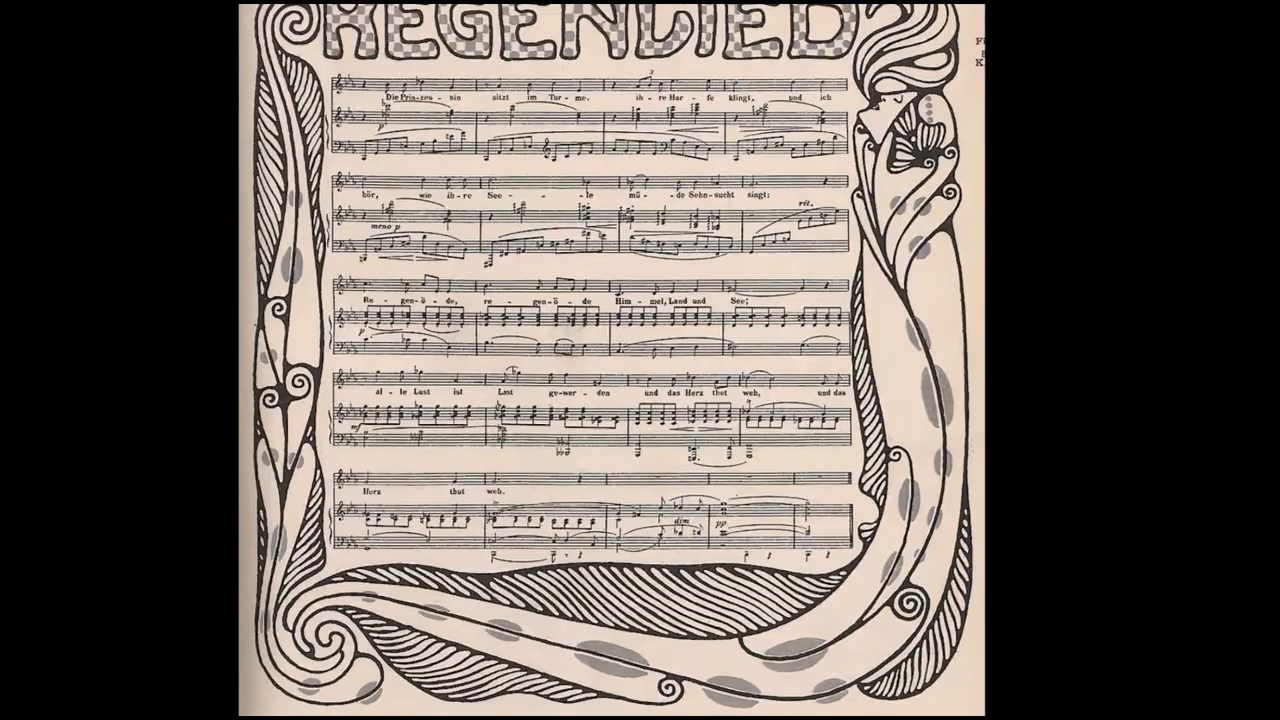 REGENLIED
Die Prin-zes - sin sitzt im Tur - me. ih - re Har - fe klingt, und ich
p
hör, wie ih - re See - - - le mü - - de Sehn-sucht singt:
meno p
rit.
Re - gen-ö - de, re - gen-ö - de Him - mel, Land und See;
p
al - le Lust ist Last ge-wor - den und das Herz thut weh, und das
mf
Herz thut weh.
dim
pp